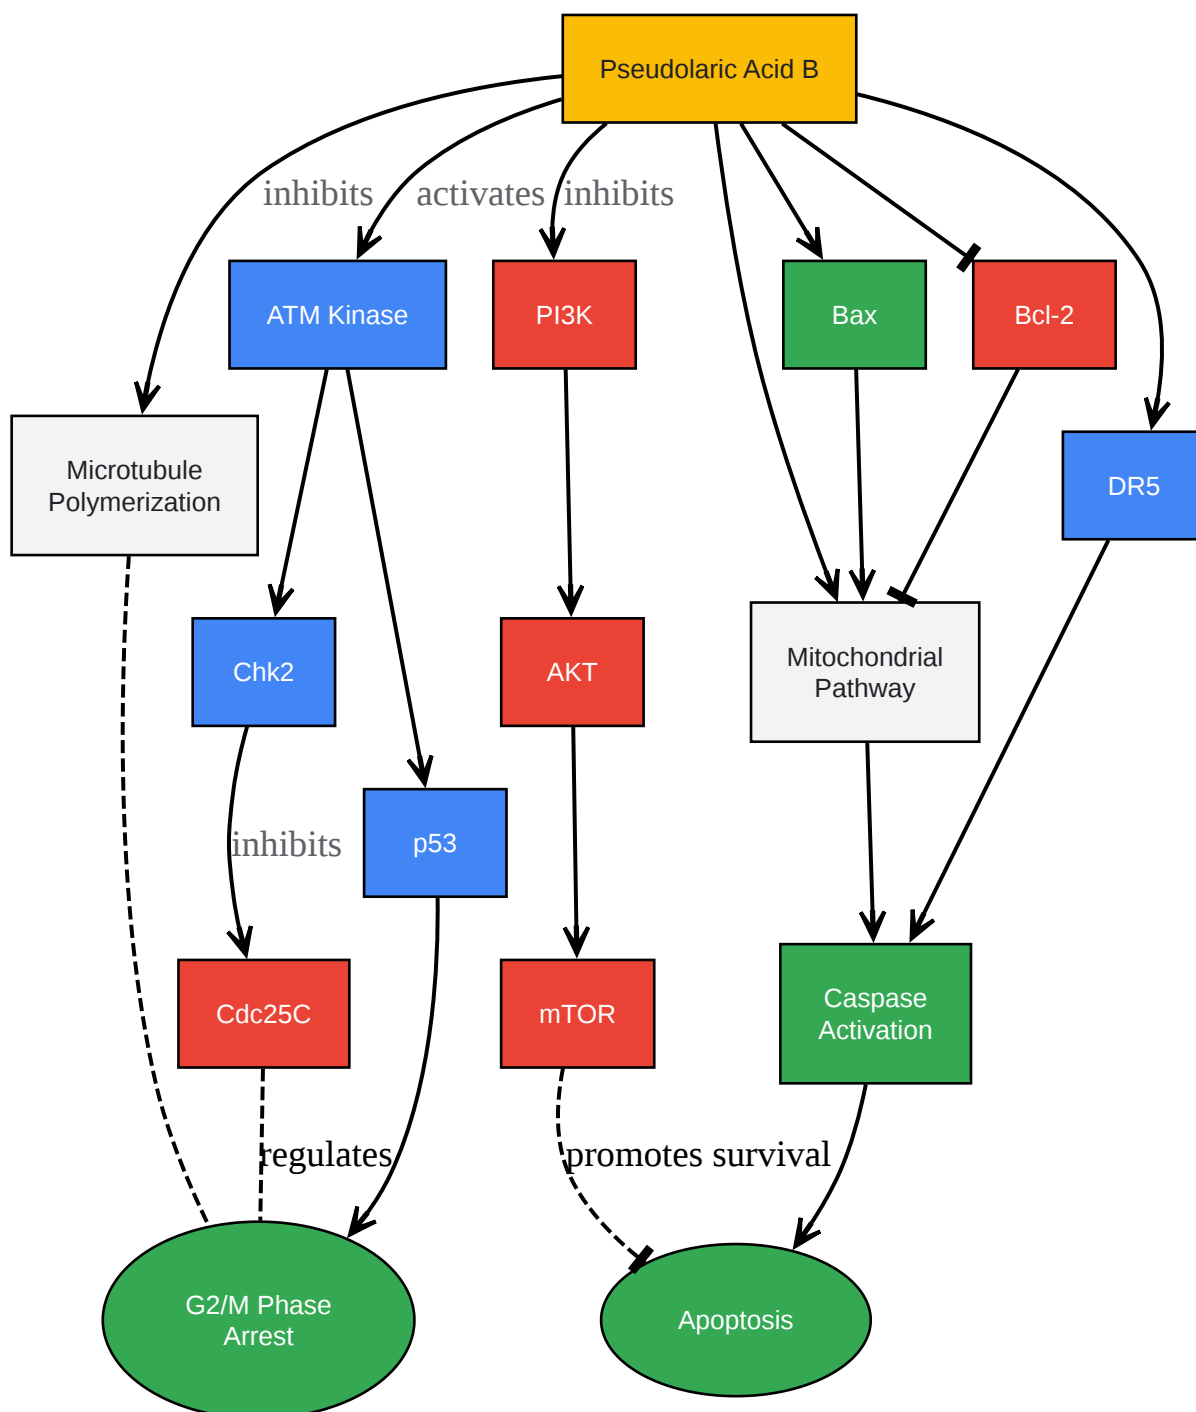 Pseudolaric Acid B
inhibits
activates
inhibits
ATM Kinase
PI3K
Bax
Bcl-2
Microtubule
Polymerization
DR5
Chk2
AKT
Mitochondrial
Pathway
inhibits
p53
Cdc25C
mTOR
Caspase
Activation
regulates
promotes survival
G2/M Phase
Arrest
Apoptosis